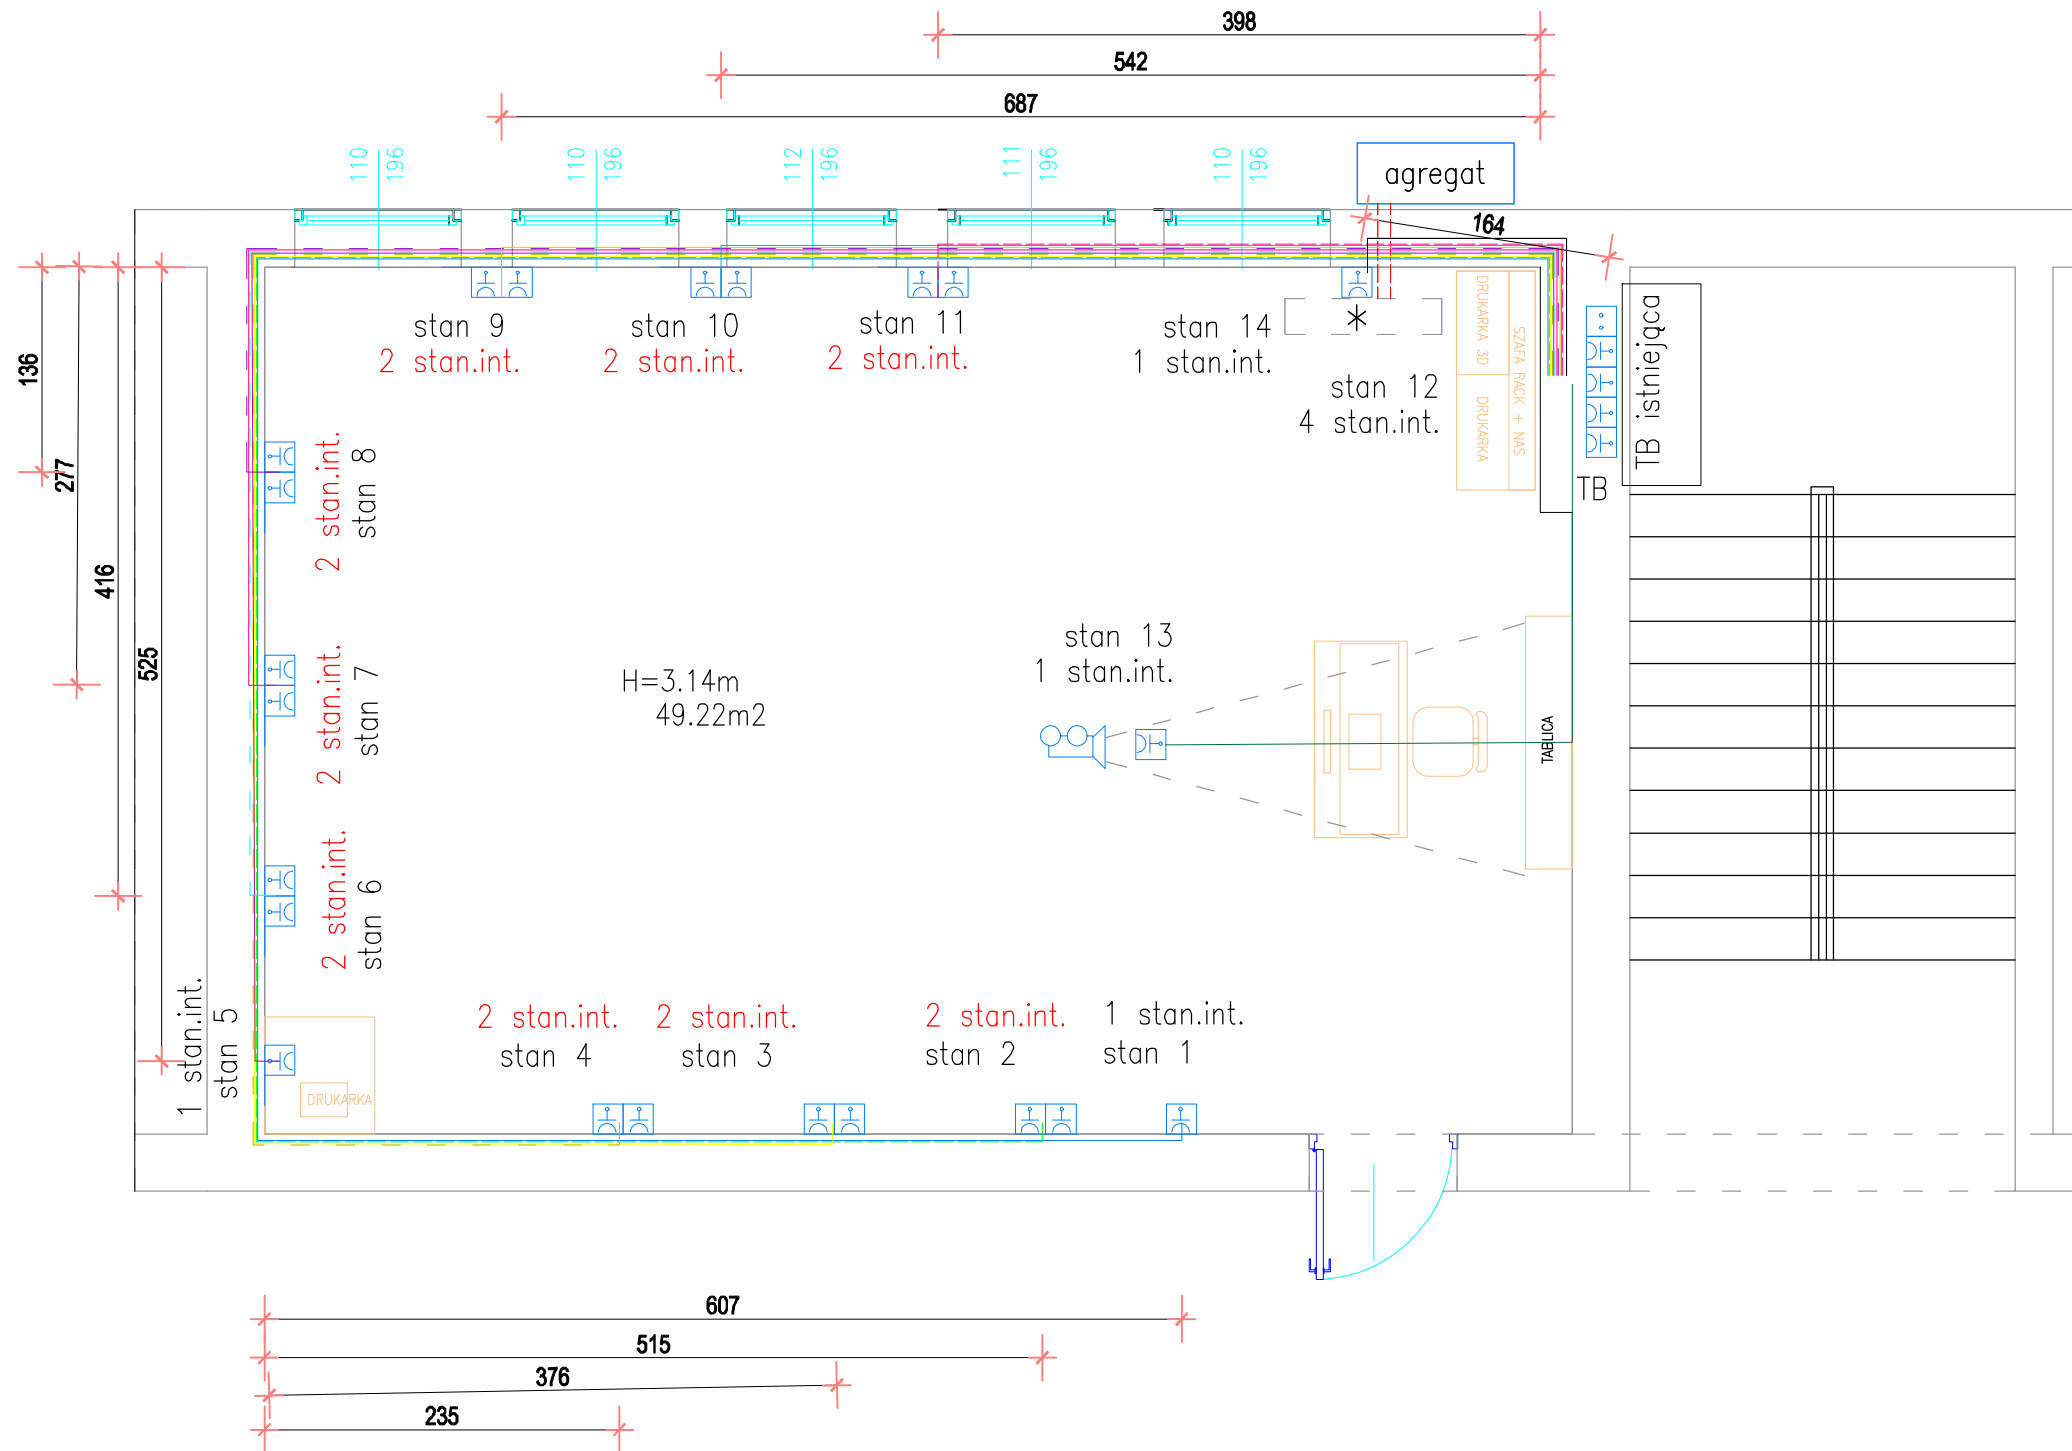 398
542
687
110
196
110
196
112
196
111
196
110
196
agregat
164
stan 9
2 stan.int.
stan 10
2 stan.int.
stan 11
2 stan.int.
stan 14
1 stan.int.
stan 12
4 stan.int.
DRUKARKA 3D
DRUKARKA
SZAFA RACK + NAS
TB istniejąca
TB
136
277
416
525
2 stan.int.
stan 8
2 stan.int.
stan 7
2 stan.int.
stan 6
1 stan.int.
stan 5
H=3.14m
49.22m2
stan 13
1 stan.int.
TABLICA
DRUKARKA
2 stan.int.
stan 4
2 stan.int.
stan 3
2 stan.int.
stan 2
1 stan.int.
stan 1
607
515
376
235